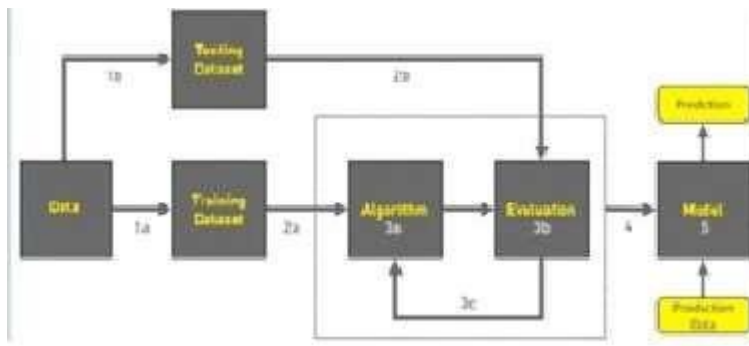 Testing
Dataset
1b
2b
Prediction
Data
1a
Training
Dataset
2a
Algorithm
3a
Evaluation
3b
3c
4
Model
5
Production
Data